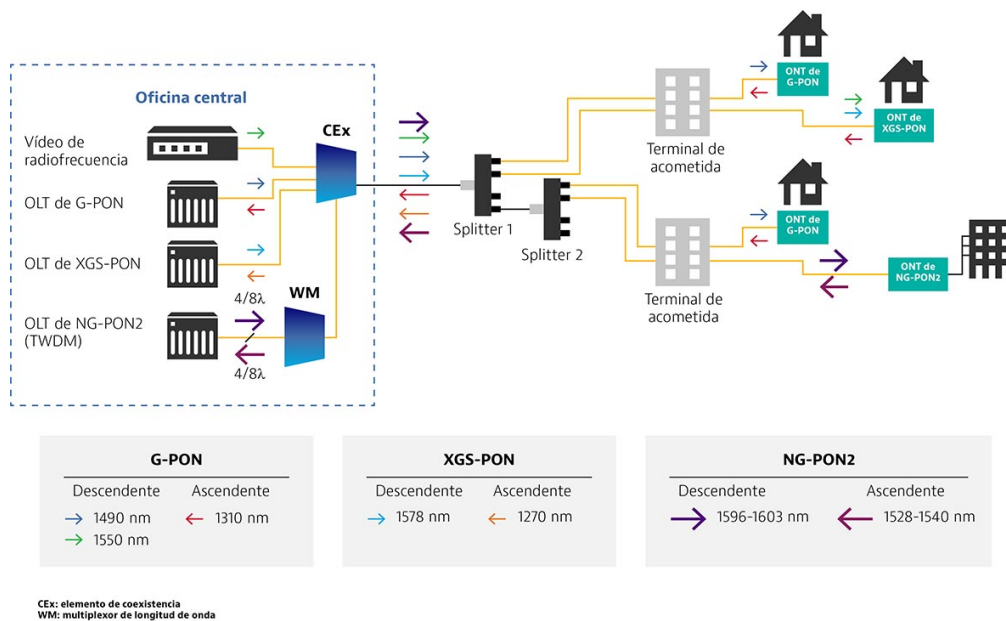 Oficina central
CEx
Vídeo de
radiofrecuencia
OLT de G-PON
OLT de XGS-PON
4/8λ
WM
OLT de NG-PON2
(TWDM)
4/8λ
Splitter 1
Splitter 2
Terminal de
acometida
ONT de
G-PON
ONT de
XGS-PON
Terminal de
acometida
ONT de
G-PON
ONT de
NG-PON2
G-PON
Descendente Ascendente
1490 nm 1310 nm
1550 nm
XGS-PON
Descendente Ascendente
1578 nm 1270 nm
NG-PON2
Descendente Ascendente
1596-1603 nm 1528-1540 nm
CEx: elemento de coexistencia
WM: multiplexor de longitud de onda